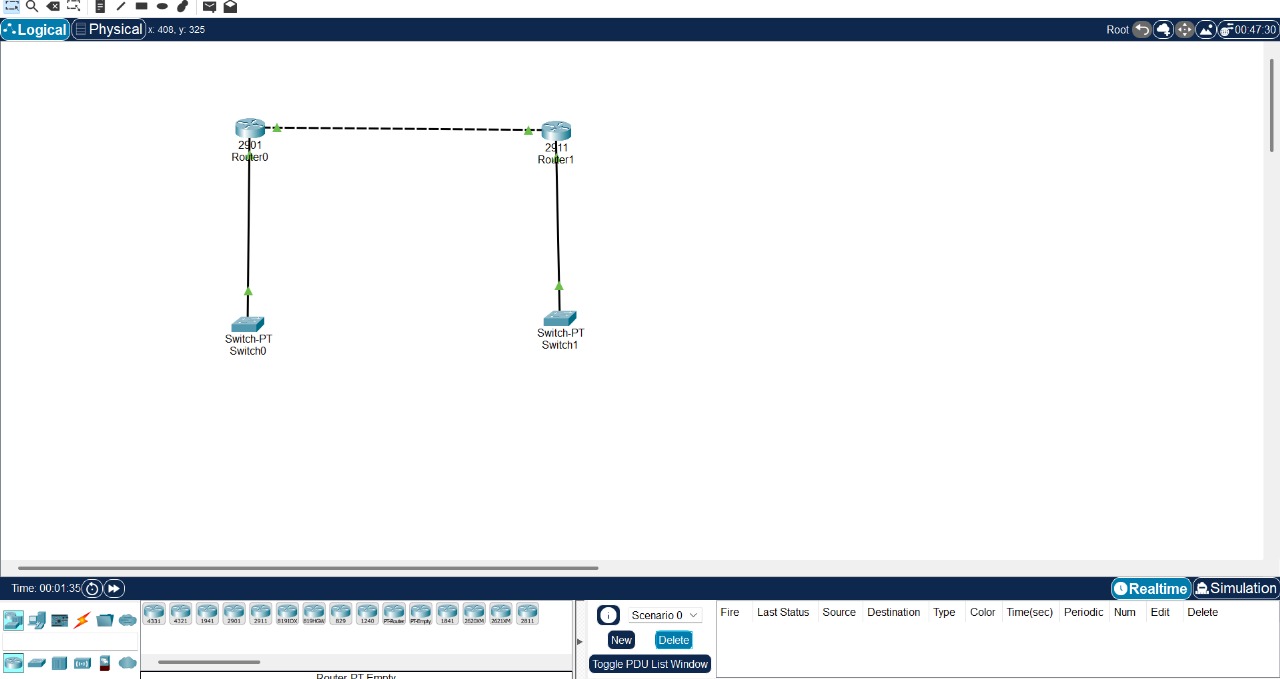 Logical Physical x: 408, y: 325 Root 00:47:30
2901
Router0
2911
Router1
Switch-PT
Switch0
Switch-PT
Switch1
Time: 00:01:35 Realtime Simulation
4331 4321 1941 2901 2911 819IOX 819HGW 829 1240 PT-Router PT-Empty 1841 2620XM 2621XM 2811
Scenario 0
New Delete
Toggle PDU List Window
Fire Last Status Source Destination Type Color Time(sec) Periodic Num Edit Delete
Router PT Empty